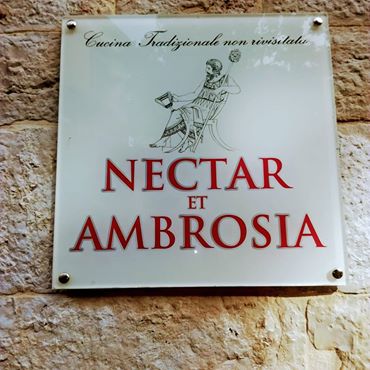 Cucina Tradizionale non rivisitata
NECTAR
ET
AMBROSIA